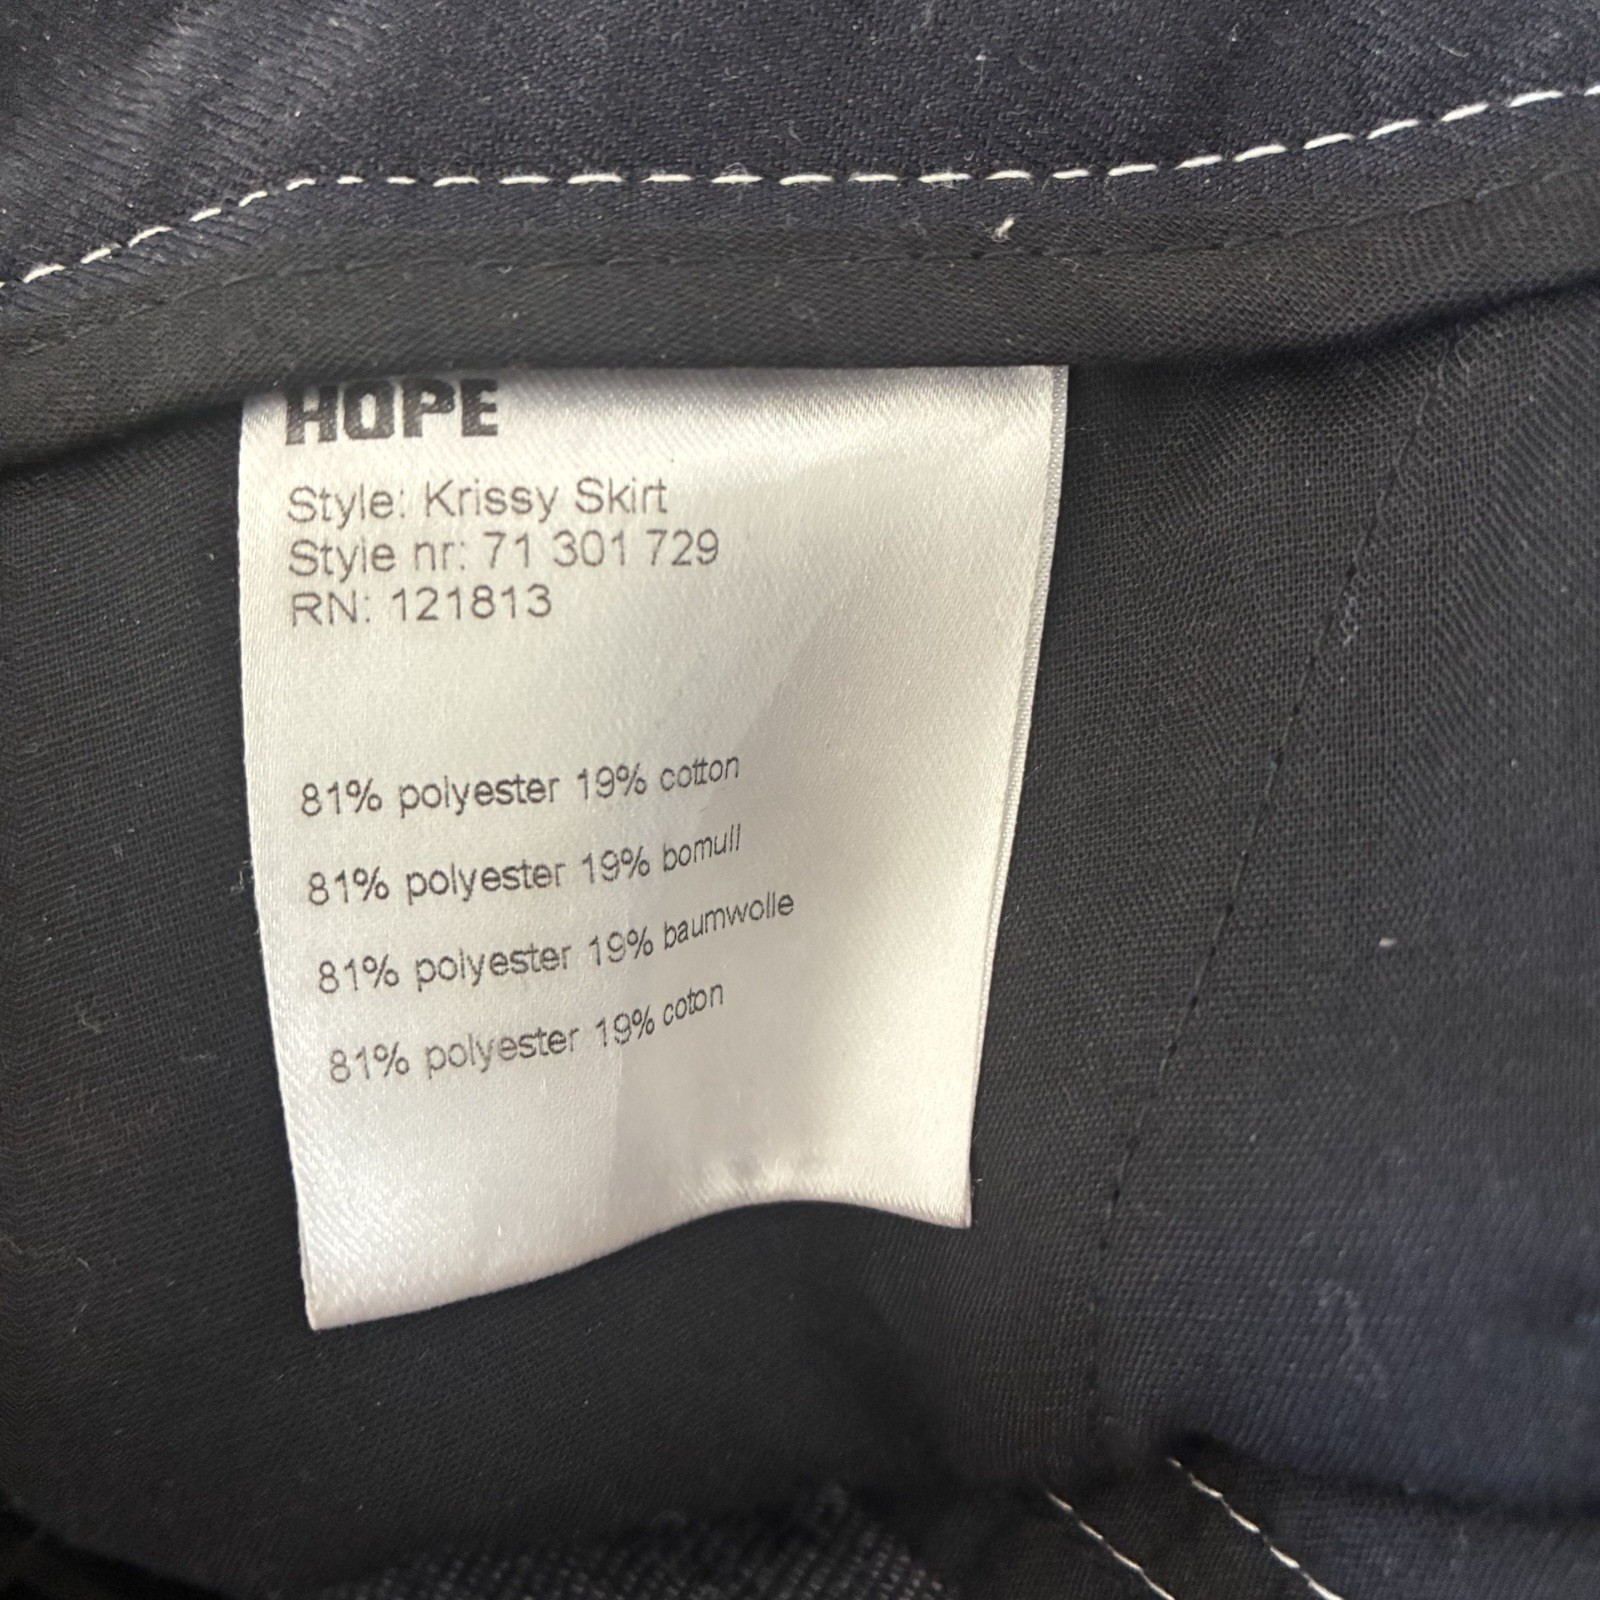 HOPE
Style: Krissy Skirt
Style nr: 71 301 729
RN: 121813
81% polyester 19% cotton
81% polyester 19% bomull
81% polyester 19% baumwolle
81% polyester 19% coton